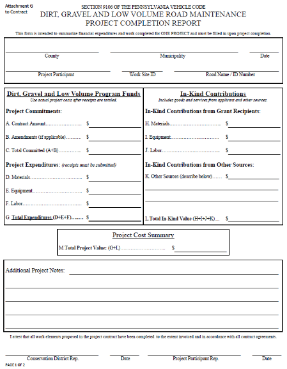 Attachment G
to Contract
SECTION 9106 OF THE PENNSYLVANIA VEHICLE CODE
DIRT, GRAVEL AND LOW VOLUME ROAD MAINTENANCE
PROJECT COMPLETION REPORT
This form is intended to summarize financial expenditures and work completed for ONE PROJECT and must be filed upon project completion.
County Municipality Date
Project Participant Work Site ID Road Name / ID Number
Dirt, Gravel and Low Volume Program Funds
Use actual project costs after receipts are totaled
Project Commitments:
A. Contract Amount $
B. Amendments (if applicable) $
C. Total Committed (A+B) $
Project Expenditures: (receipts must be submitted)
D. Materials $
E. Equipment $
F. Labor $
G. Total Expenditures: (D+E+F) $
In-Kind Contributions
Includes goods and services from applicant and other sources
In-Kind Contributions from Grant Recipients:
H. Materials $
I. Equipment $
J. Labor $
In-Kind Contributions from Other Sources:
K. Other Sources (describe below) $
L. Total In-Kind Value (H+I+J+K) $
Project Cost Summary
M. Total Project Value: (G+L) $
Additional Project Notes:
I attest that all work elements proposed in the project contract have been completed on the extent involved and in accordance with all contract agreements.
Conservation District Rep. Date Project Participant Rep. Date
PAGE 1 OF 2